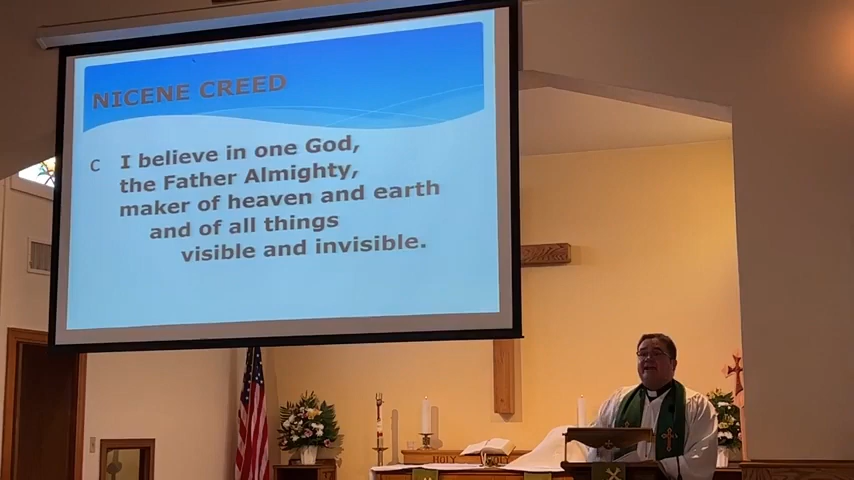 NICENE CREED
C I believe in one God,
the Father Almighty,
maker of heaven and earth
and of all things
visible and invisible.
HOLY HOLY